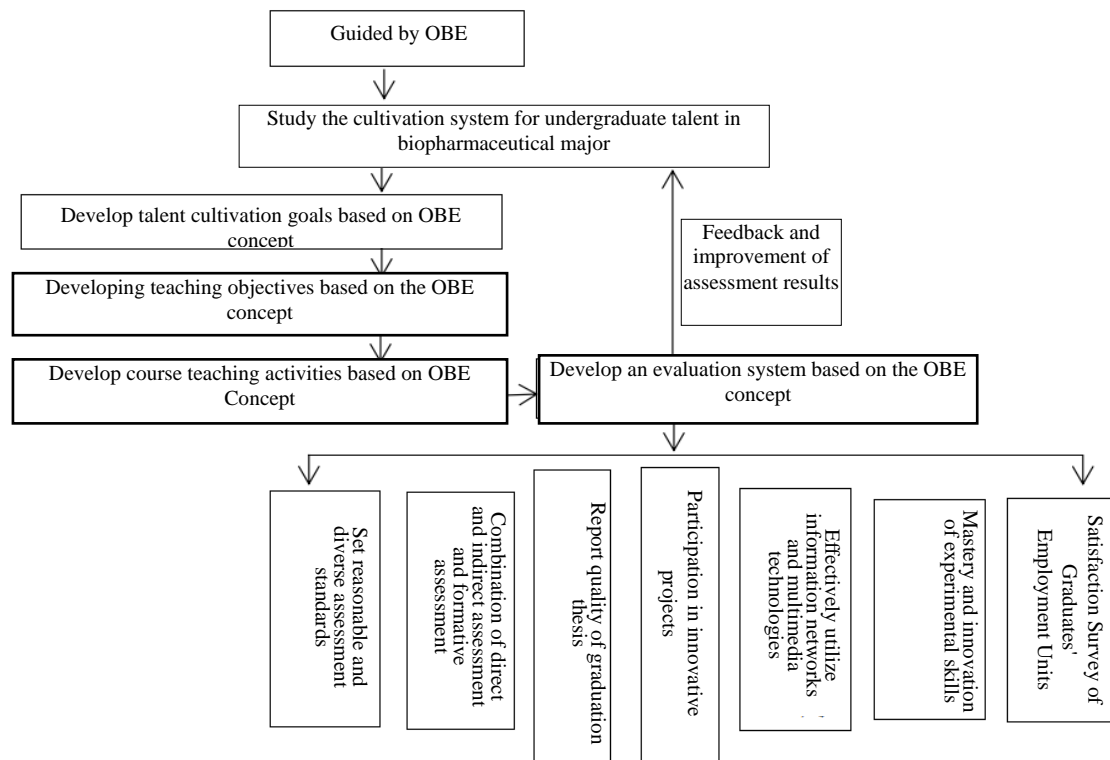 Guided by OBE
Study the cultivation system for undergraduate talent in
biopharmaceutical major
Develop talent cultivation goals based on OBE
concept
Feedback and
improvement of
assessment results
Developing teaching objectives based on the OBE
concept
Develop course teaching activities based on OBE
Concept
Develop an evaluation system based on the OBE
concept
Set reasonable and
diverse assessment
standards
Combination of direct
and indirect assessment
and formative
assessment
Report quality of graduation
thesis
Participation in innovative
projects
Effectively utilize
information networks
and multimedia
technologies
Mastery and innovation
of experimental skills
Satisfaction Survey of
Graduates'
Employment Units